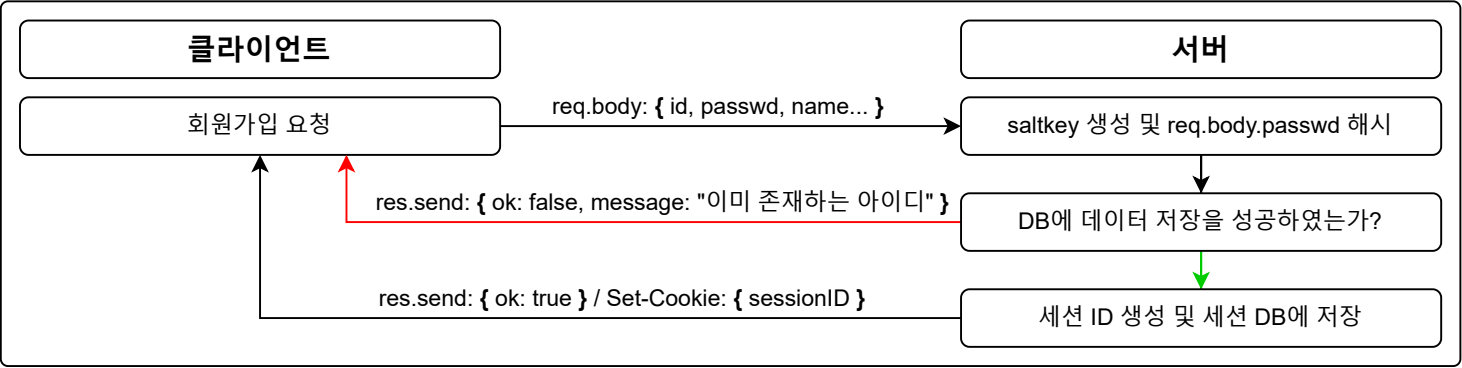 클라이언트
서버
회원가입 요청
req.body: { id, passwd, name... }
saltkey 생성 및 req.body.passwd 해시
res.send: { ok: false, message: "이미 존재하는 아이디" }
DB에 데이터 저장을 성공하였는가?
res.send: { ok: true } / Set-Cookie: { sessionID }
세션 ID 생성 및 세션 DB에 저장